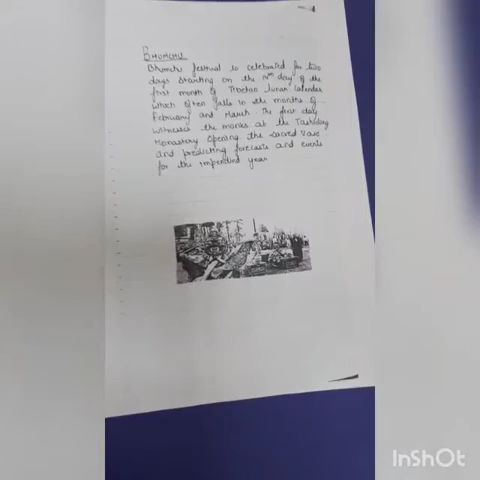 BHUMCHU
Bhumchu festival is celebrated for two
days starting on the 14th day of the
first month of Tibetan lunar calendar
which often falls in the months of
February and March. The first day
witnesses the monks at the Tashiding
Monastery opening the sacred vase
and predicting forecasts and events
for the impending year
InShOt